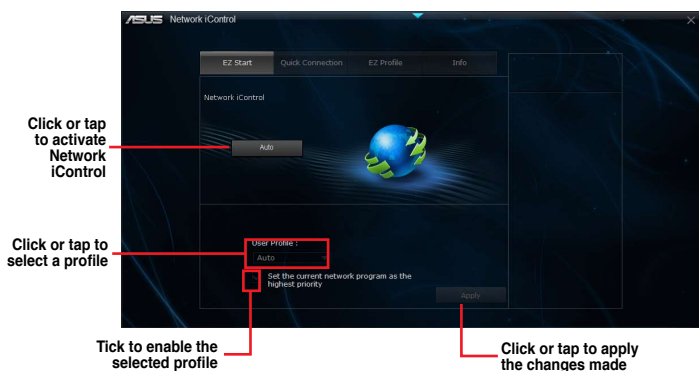 ASUS Network iControl
EZ Start
Quick Connection
EZ Profile
Info
Network iControl
Click or tap
to activate
Network
iControl
Auto
Click or tap to
select a profile
User Profile :
Auto
Set the current network program as the
highest priority
Apply
Tick to enable the
selected profile
Click or tap to apply
the changes made